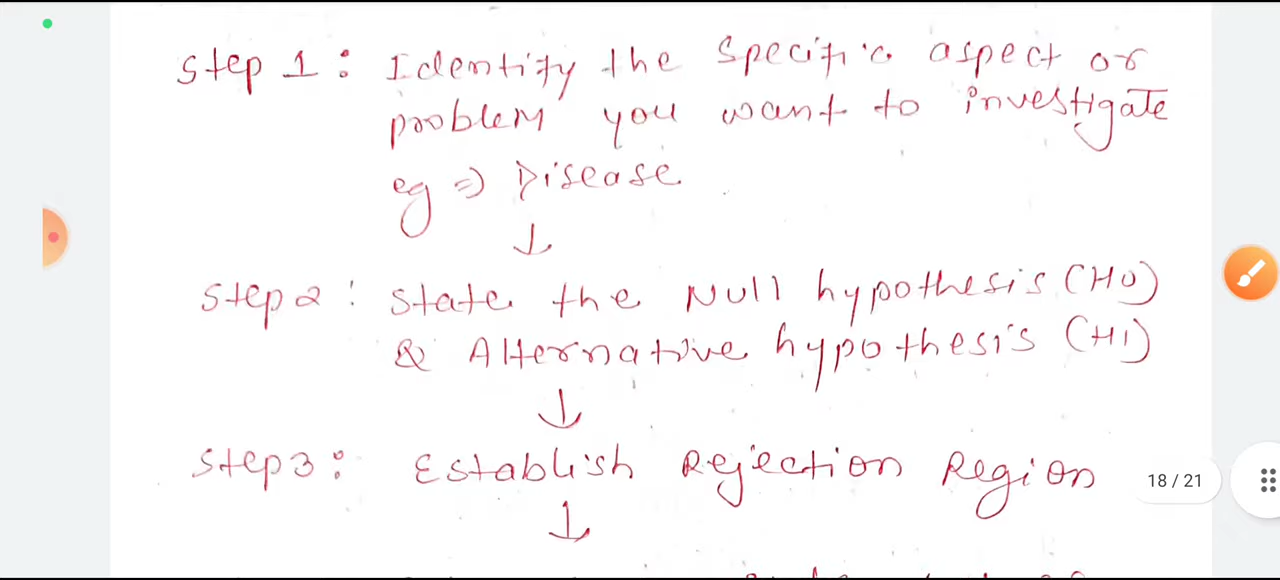 Step 1 : Identify the specific aspect or
problem you want to investigate
eg => Disease
↓
Step 2 : State the Null hypothesis (H0)
& Alternative hypothesis (H1)
↓
Step 3 : Establish Rejection Region
18 / 21
↓